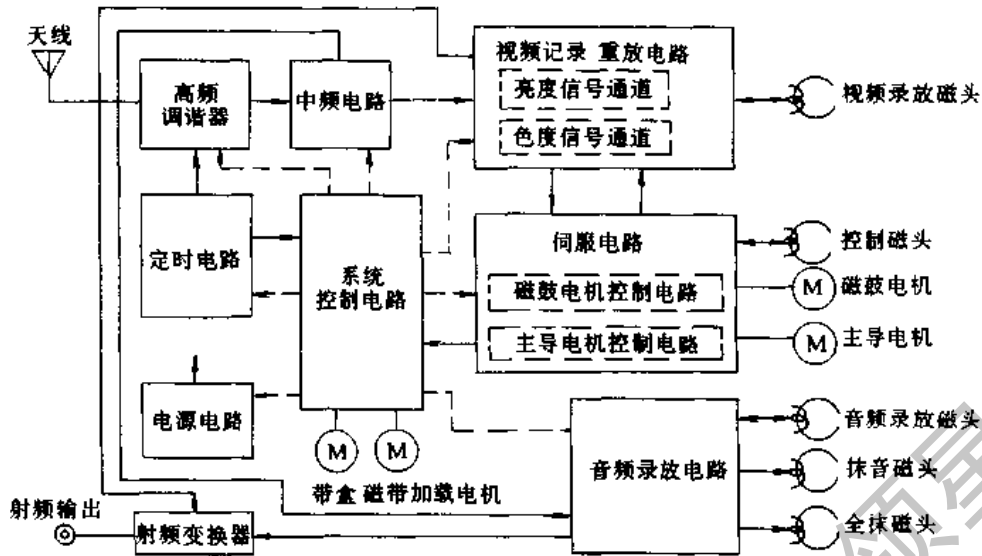 天线
高频
调谐器
中频电路
视频记录 重放电路
亮度信号通道
色度信号通道
视频录放磁头
定时电路
系统
控制电路
伺服电路
磁鼓电机控制电路
主导电机控制电路
控制磁头
M
磁鼓电机
M
主导电机
电源电路
M
M
带盒 磁带加载电机
音频录放电路
音频录放磁头
抹音磁头
全抹磁头
射频输出
射频变换器
领星